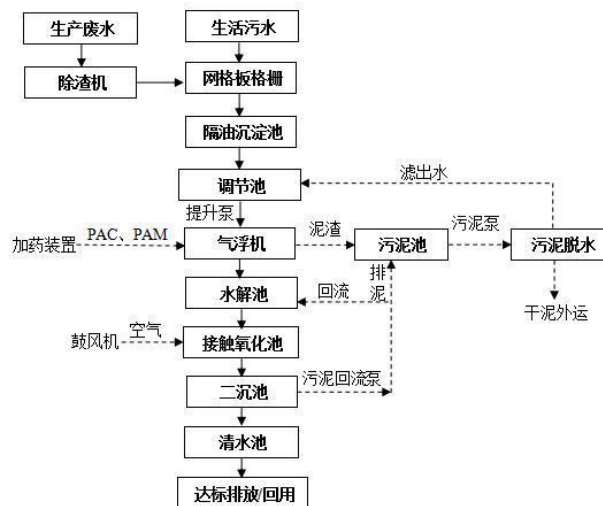 生产废水
生活污水
除渣机
网格板格栅
隔油沉淀池
滤出水
调节池
提升泵
加药装置
PAC、PAM
气浮机
泥渣
污泥池
污泥泵
污泥脱水
排泥
水解池
回流
干泥外运
鼓风机
空气
接触氧化池
二沉池
污泥回流泵
清水池
达标排放/回用